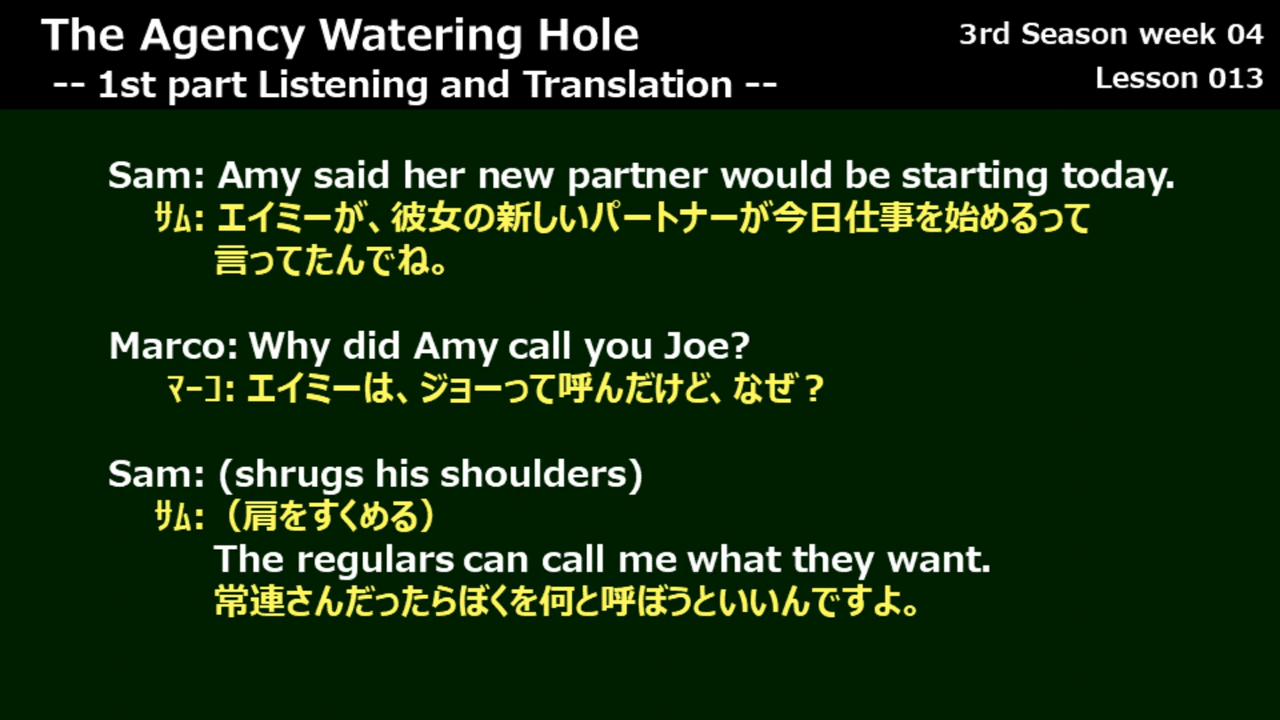 The Agency Watering Hole
3rd Season week 04
-- 1st part Listening and Translation --
Lesson 013
Sam: Amy said her new partner would be starting today.
ｻﾑ: エイミーが、彼女の新しいパートナーが今日仕事を始めるって
言ってたんでね。
Marco: Why did Amy call you Joe?
ﾏｰｺ: エイミーは、ジョーって呼んだけど、なぜ？
Sam: (shrugs his shoulders)
ｻﾑ: （肩をすくめる）
The regulars can call me what they want.
常連さんだったらぼくを何と呼ぼうといいんですよ。